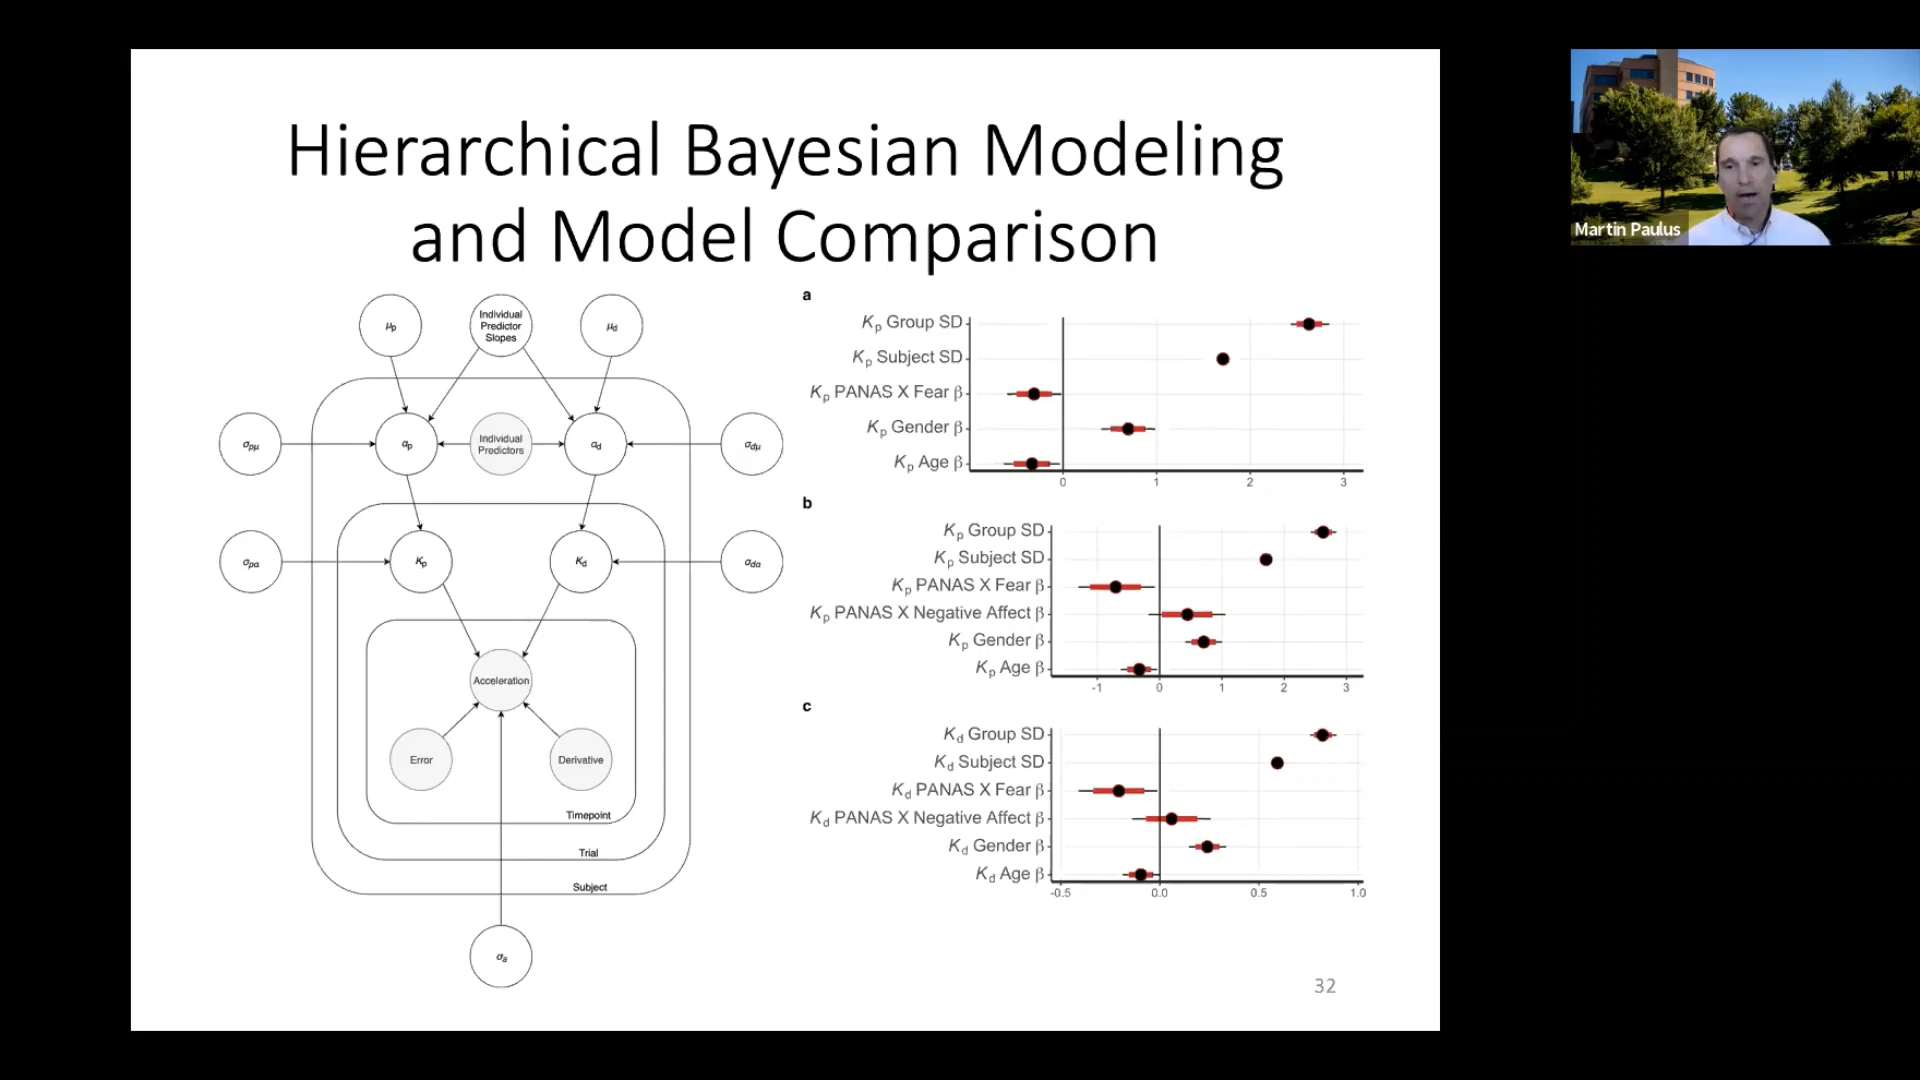 Hierarchical Bayesian Modeling
and Model Comparison
μp
Individual
Predictor
Slopes
μd
σpμ
αp
Individual
Predictors
αd
σdμ
σpα
Kp
Kd
σdα
Acceleration
Error
Derivative
Timepoint
Trial
Subject
σa
a
Kp Group SD
Kp Subject SD
Kp PANAS X Fear β
Kp Gender β
Kp Age β
0 1 2 3
b
Kp Group SD
Kp Subject SD
Kp PANAS X Fear β
Kp PANAS X Negative Affect β
Kp Gender β
Kp Age β
-1 0 1 2 3
c
Kd Group SD
Kd Subject SD
Kd PANAS X Fear β
Kd PANAS X Negative Affect β
Kd Gender β
Kd Age β
-0.5 0.0 0.5 1.0
32
Martin Paulus